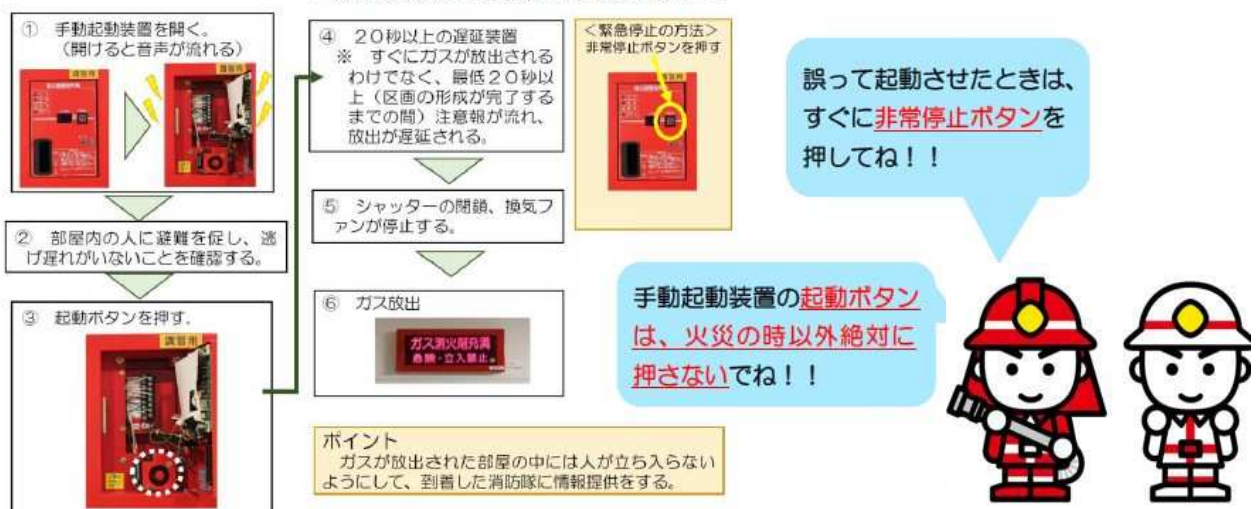 ① 手動起動装置を開く。
(開けると音声が流れる)
講習用
講習用
② 部屋内の人に避難を促し、逃
げ遅れがいないことを確認する。
③ 起動ボタンを押す.
講習用
④ 20秒以上の遅延装置
※ すぐにガスが放出される
わけでなく、最低20秒以
上(区画の形成が完了する
までの間)注意報が流れ、
放出が遅延される。
⑤ シャッターの閉鎖、換気フ
ァンが停止する。
⑥ ガス放出
ガス消火剤充満
危険・立入禁止
ポイント
ガスが放出された部屋の中には人が立ち入らない
ようにして、到着した消防隊に情報提供をする。
<緊急停止の方法>
非常停止ボタンを押す
講習用
誤って起動させたときは、
すぐに非常停止ボタンを
押してね!!
手動起動装置の起動ボタン
は、火災の時以外絶対に
押さないでね!!